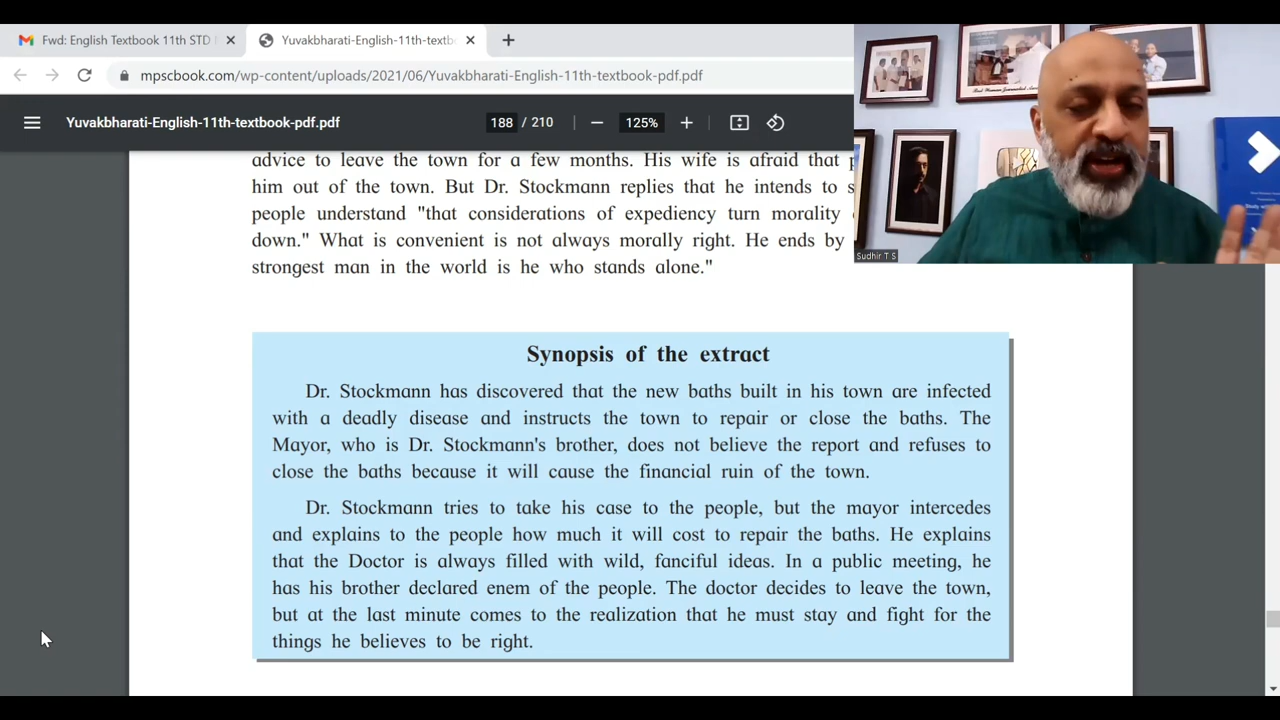 Fwd: English Textbook 11th STD
Yuvakbharati-English-11th-textb
mpscbook.com/wp-content/uploads/2021/06/Yuvakbharati-English-11th-textbook-pdf.pdf
Yuvakbharati-English-11th-textbook-pdf.pdf
188 / 210
125%
advice to leave the town for a few months. His wife is afraid that
him out of the town. But Dr. Stockmann replies that he intends to
people understand "that considerations of expediency turn morality
down." What is convenient is not always morally right. He ends by
strongest man in the world is he who stands alone."
Sudhir T S
Synopsis of the extract
Dr. Stockmann has discovered that the new baths built in his town are infected
with a deadly disease and instructs the town to repair or close the baths. The
Mayor, who is Dr. Stockmann's brother, does not believe the report and refuses to
close the baths because it will cause the financial ruin of the town.
Dr. Stockmann tries to take his case to the people, but the mayor intercedes
and explains to the people how much it will cost to repair the baths. He explains
that the Doctor is always filled with wild, fanciful ideas. In a public meeting, he
has his brother declared enem of the people. The doctor decides to leave the town,
but at the last minute comes to the realization that he must stay and fight for the
things he believes to be right.